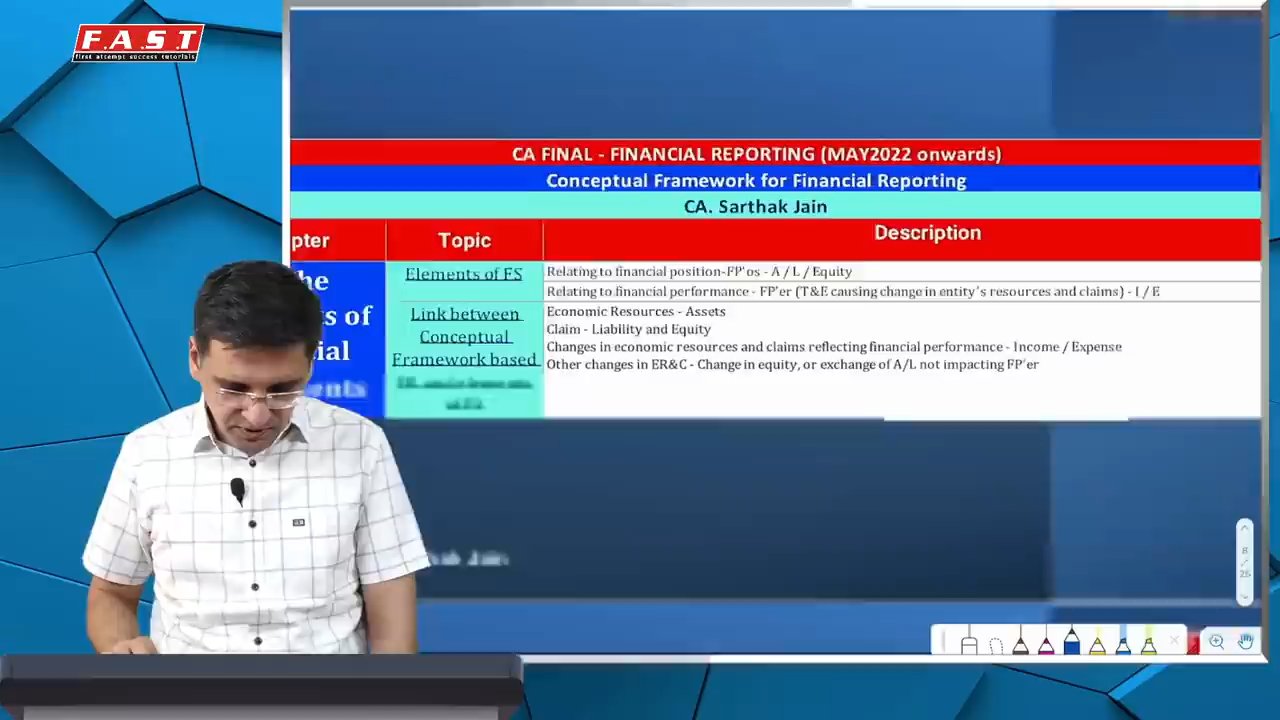 F.A.S.T
first attempt success tutorials
CA FINAL - FINANCIAL REPORTING (MAY2022 onwards)
Conceptual Framework for Financial Reporting
CA. Sarthak Jain
pter
Topic
Description
he
s of
ial
ents
Elements of FS
Relating to financial position-FP'os - A / L / Equity
Relating to financial performance - FP'er (T&E causing change in entity's resources and claims) - I / E
Link between
Conceptual
Framework based
Economic Resources - Assets
Claim - Liability and Equity
Changes in economic resources and claims reflecting financial performance - Income / Expense
Other changes in ER&C - Change in equity, or exchange of A/L not impacting FP'er
Jain
8
/
25